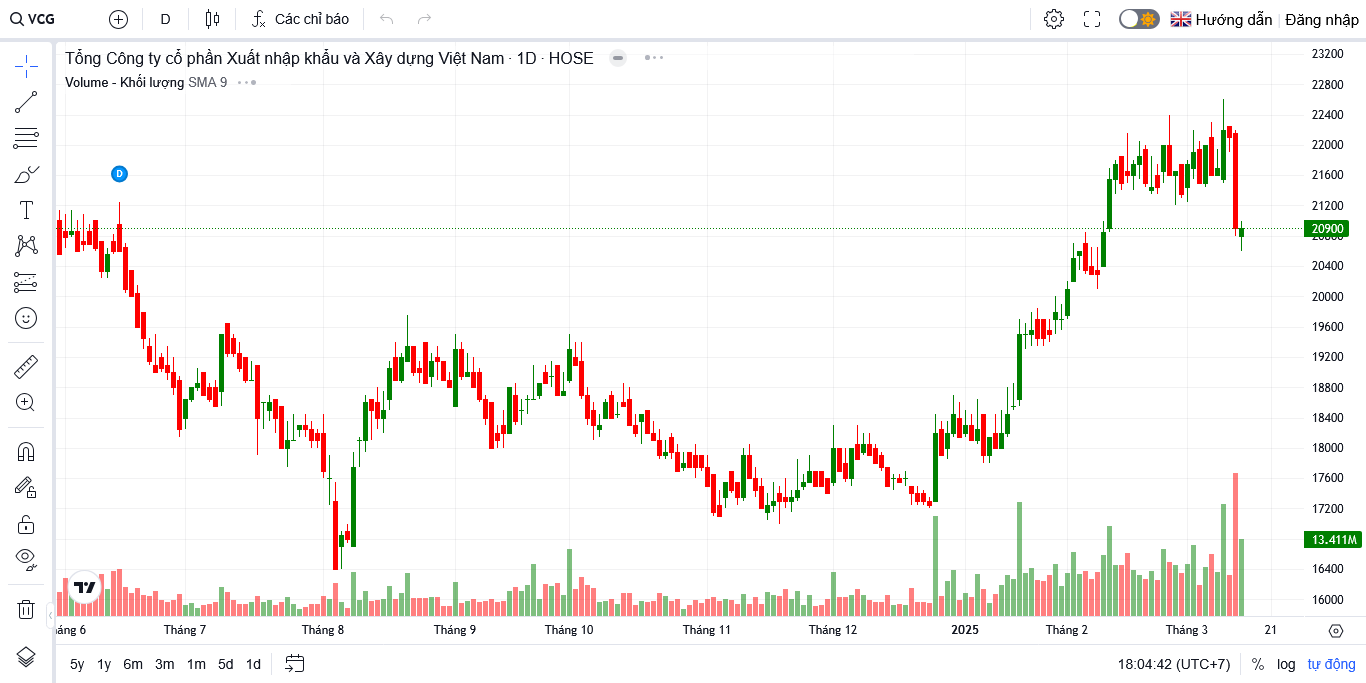 VCG D Các chỉ báo Hướng dẫn Đăng nhập
Tổng Công ty cổ phần Xuất nhập khẩu và Xây dựng Việt Nam · 1D · HOSE
Volume - Khối lượng SMA 9
D
23200
22800
22400
22000
21600
21200
20900
20800
20400
20000
19600
19200
18800
18400
18000
17600
17200
13.411M
16400
16000
áng 6 Tháng 7 Tháng 8 Tháng 9 Tháng 10 Tháng 11 Tháng 12 2025 Tháng 2 Tháng 3 21
5y 1y 6m 3m 1m 5d 1d 18:04:42 (UTC+7) % log tự động